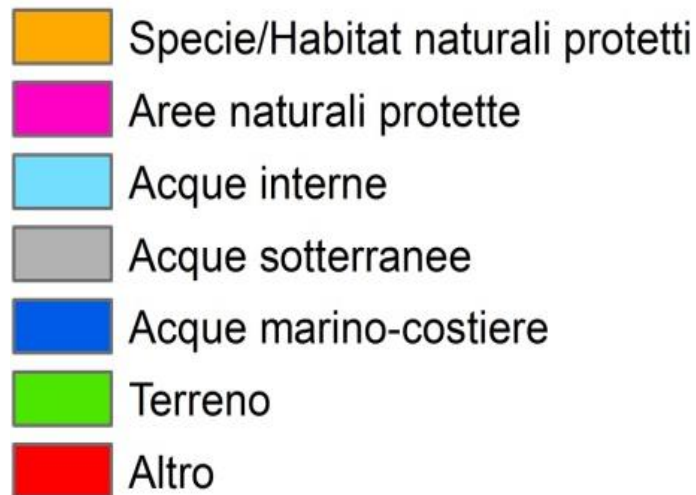 Specie/Habitat naturali protetti
Aree naturali protette
Acque interne
Acque sotterranee
Acque marino-costiere
Terreno
Altro